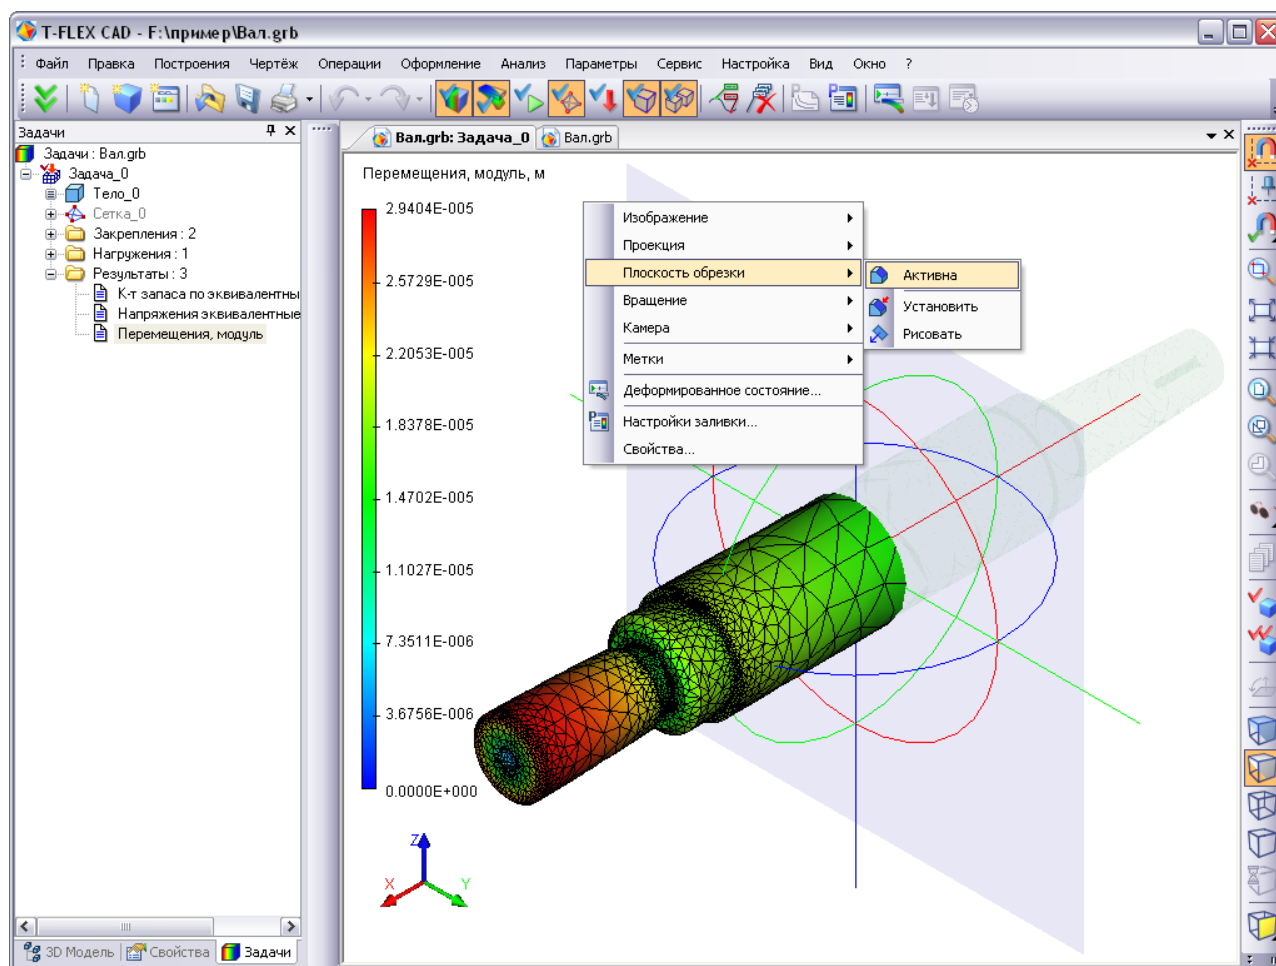 T-FLEX CAD - F:\пример\Вал.grb
Файл Правка Построения Чертёж Операции Оформление Анализ Параметры Сервис Настройка Вид Окно ?
Задачи
Вал.grb: Задача_0 Вал.grb
Задачи : Вал.grb
Задача_0
Тело_0
Сетка_0
Закрепления : 2
Нагружения : 1
Результаты : 3
К-т запаса по эквивалентны
Напряжения эквивалентные
Перемещения, модуль
Перемещения, модуль, м
2.9404E-005
2.5729E-005
2.2053E-005
1.8378E-005
1.4702E-005
1.1027E-005
7.3511E-006
3.6756E-006
0.0000E+000
Изображение
Проекция
Плоскость обрезки
Вращение
Камера
Метки
Деформированное состояние...
Настройки заливки...
Свойства...
Активна
Установить
Рисовать
Z
X
Y
3D Модель Свойства Задачи